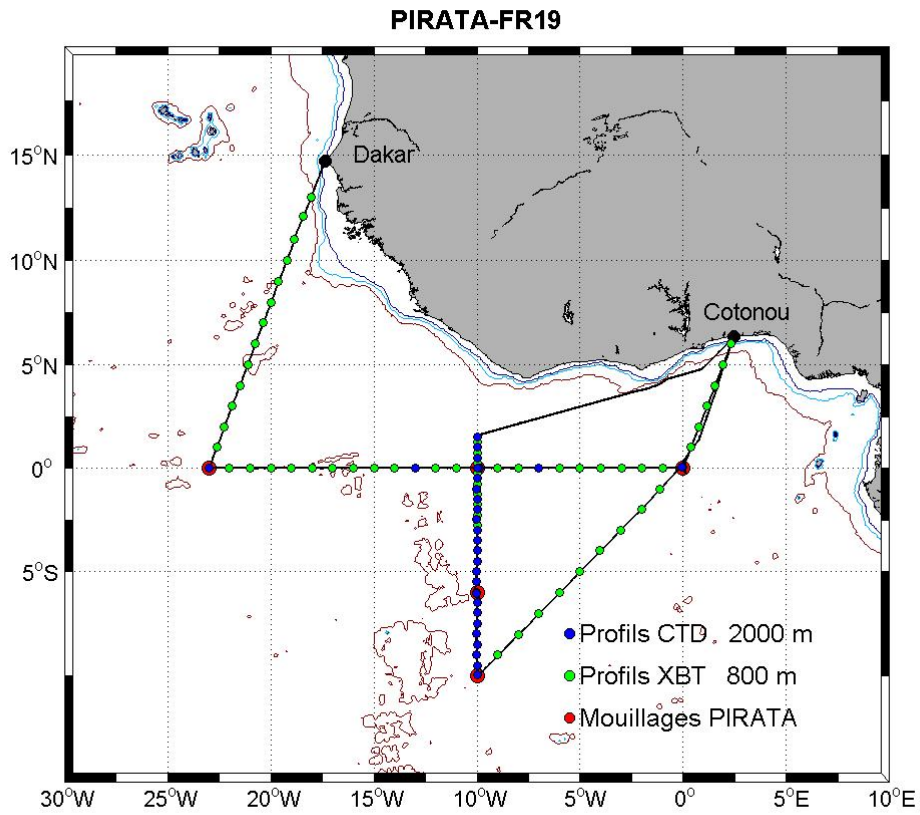 PIRATA-FR19
15°N
Dakar
10°N
Cotonou
5°N
0°
5°S
Profils CTD 2000 m
Profils XBT 800 m
Mouillages PIRATA
30°W 25°W 20°W 15°W 10°W 5°W 0° 5°E 10°E